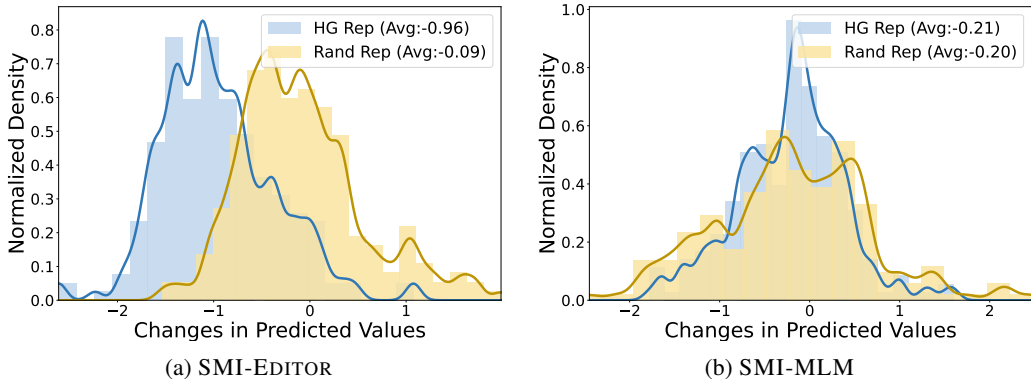 HG Rep (Avg:-0.96)
Rand Rep (Avg:-0.09)
Normalized Density
0.8
0.7
0.6
0.5
0.4
0.3
0.2
0.1
0.0
−2
−1
0
1
Changes in Predicted Values
(a) SMI-EDITOR
HG Rep (Avg:-0.21)
Rand Rep (Avg:-0.20)
Normalized Density
1.0
0.8
0.6
0.4
0.2
0.0
−2
−1
0
1
2
Changes in Predicted Values
(b) SMI-MLM